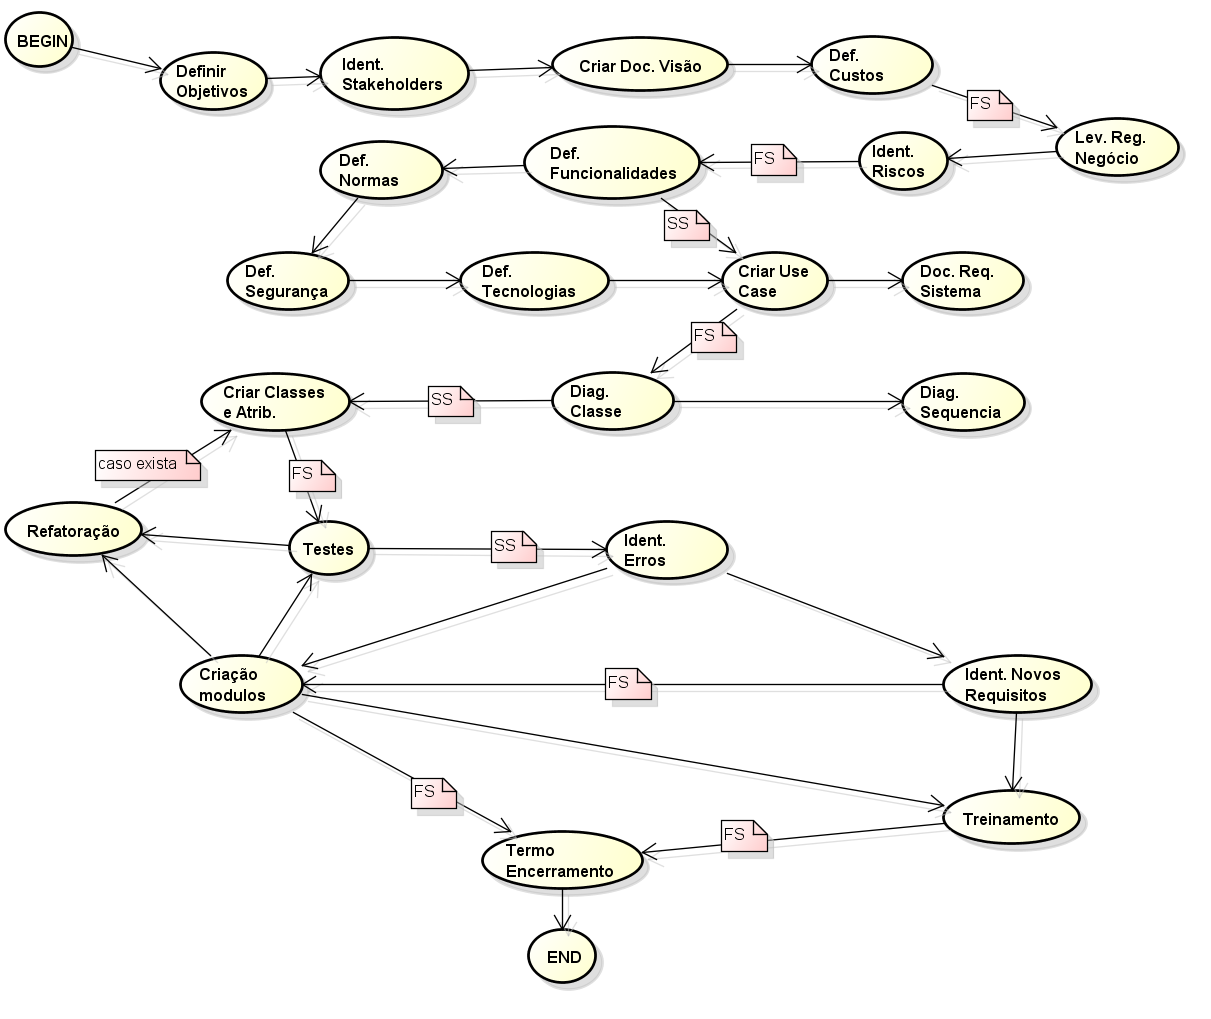 BEGIN
Definir
Objetivos
Ident.
Stakeholders
Criar Doc. Visão
Def.
Custos
FS
Lev. Reg.
Negócio
Ident.
Riscos
FS
Def.
Funcionalidades
Def.
Normas
SS
Def.
Segurança
Def.
Tecnologias
Criar Use
Case
Doc. Req.
Sistema
FS
Criar Classes
e Atrib.
SS
Diag.
Classe
Diag.
Sequencia
caso exista
FS
Refatoração
Testes
SS
Ident.
Erros
Criação
modulos
FS
Ident. Novos
Requisitos
FS
Treinamento
FS
Termo
Encerramento
END